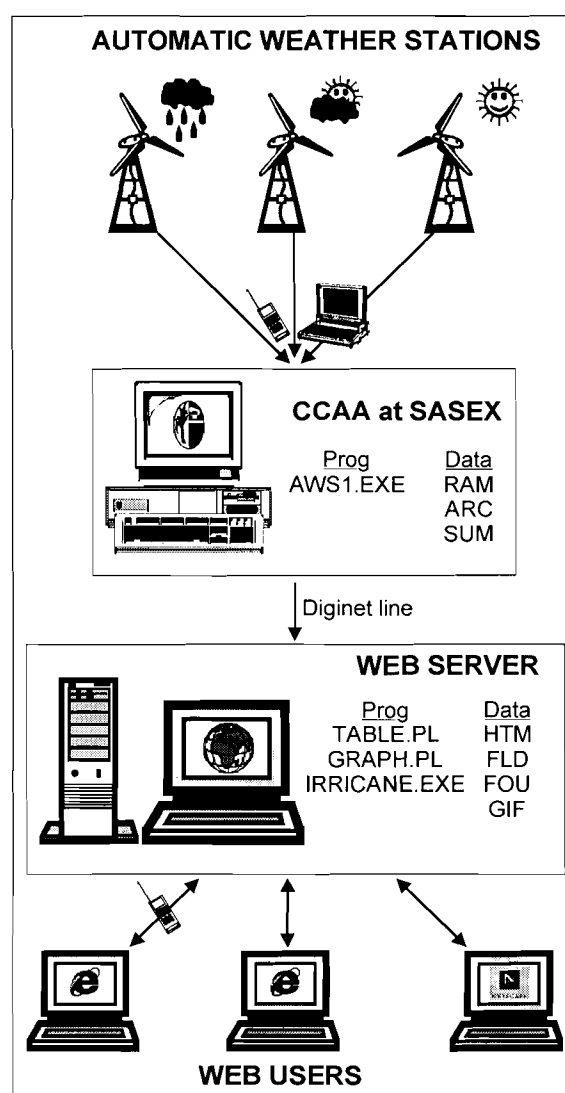 AUTOMATIC WEATHER STATIONS
CCAA at SASEX
Prog Data
AWS1.EXE RAM
ARC
SUM
Diginet line
WEB SERVER
Prog Data
TABLE.PL HTM
GRAPH.PL FLD
IRRICANE.EXE FOU
GIF
WEB USERS